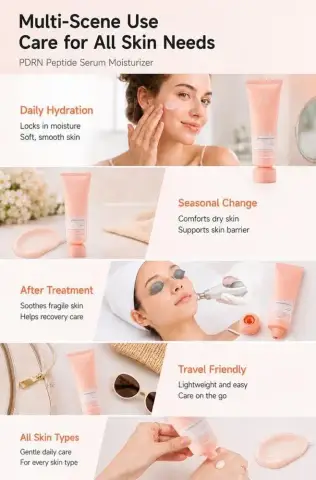 Multi-Scene Use
Care for All Skin Needs
PDRN Peptide Serum Moisturizer
Daily Hydration
Locks in moisture
Soft, smooth skin
Seasonal Change
Comforts dry skin
Supports skin barrier
After Treatment
Soothes fragile skin
Helps recovery care
Travel Friendly
Lightweight and easy
Care on the go
All Skin Types
Gentle daily care
For every skin type